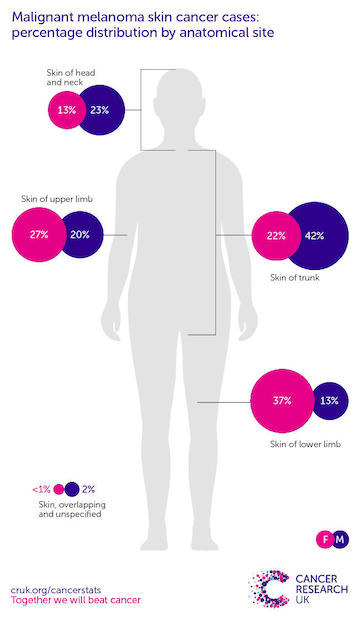 Malignant melanoma skin cancer cases:
percentage distribution by anatomical site
Skin of head
and neck
13% 23%
Skin of upper limb
27% 20%
22% 42%
Skin of trunk
37% 13%
Skin of lower limb
<1% 2%
Skin, overlapping
and unspecified
F M
cruk.org/cancerstats
Together we will beat cancer
CANCER
RESEARCH
UK